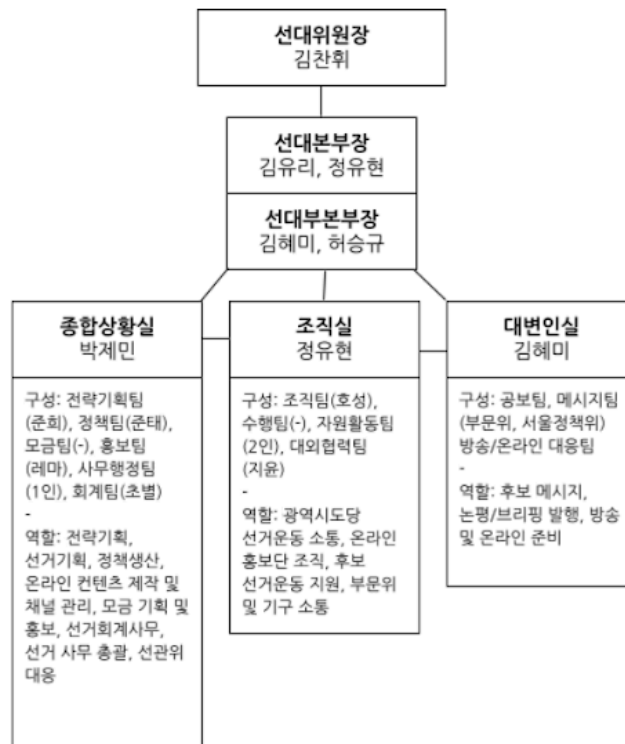 선대위원장
김찬휘
선대본부장
김유리, 정유현
선대부본부장
김혜미, 허승규
종합상황실
박제민
구성: 전략기획팀
(준희), 정책팀(준태),
모금팀(-), 홍보팀
(레마), 사무행정팀
(1인), 회계팀(초별)
-
역할: 전략기획,
선거기획, 정책생산,
온라인 컨텐츠 제작 및
채널 관리, 모금 기획 및
홍보, 선거회계사무,
선거 사무 총괄, 선관위
대응
조직실
정유현
구성: 조직팀(호성),
수행팀(-), 자원활동팀
(2인), 대외협력팀
(지윤)
-
역할: 광역시도당
선거운동 소통, 온라인
홍보단 조직, 후보
선거운동 지원, 부문위
및 기구 소통
대변인실
김혜미
구성: 공보팀, 메시지팀
(부문위, 서울정책위)
방송/온라인 대응팀
-
역할: 후보 메시지,
논평/브리핑 발행, 방송
및 온라인 준비